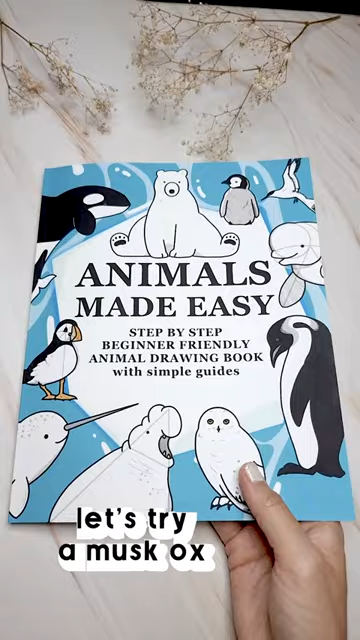 ANIMALS
MADE EASY
STEP BY STEP
BEGINNER FRIENDLY
ANIMAL DRAWING BOOK
with simple guides
let's try
a musk ox